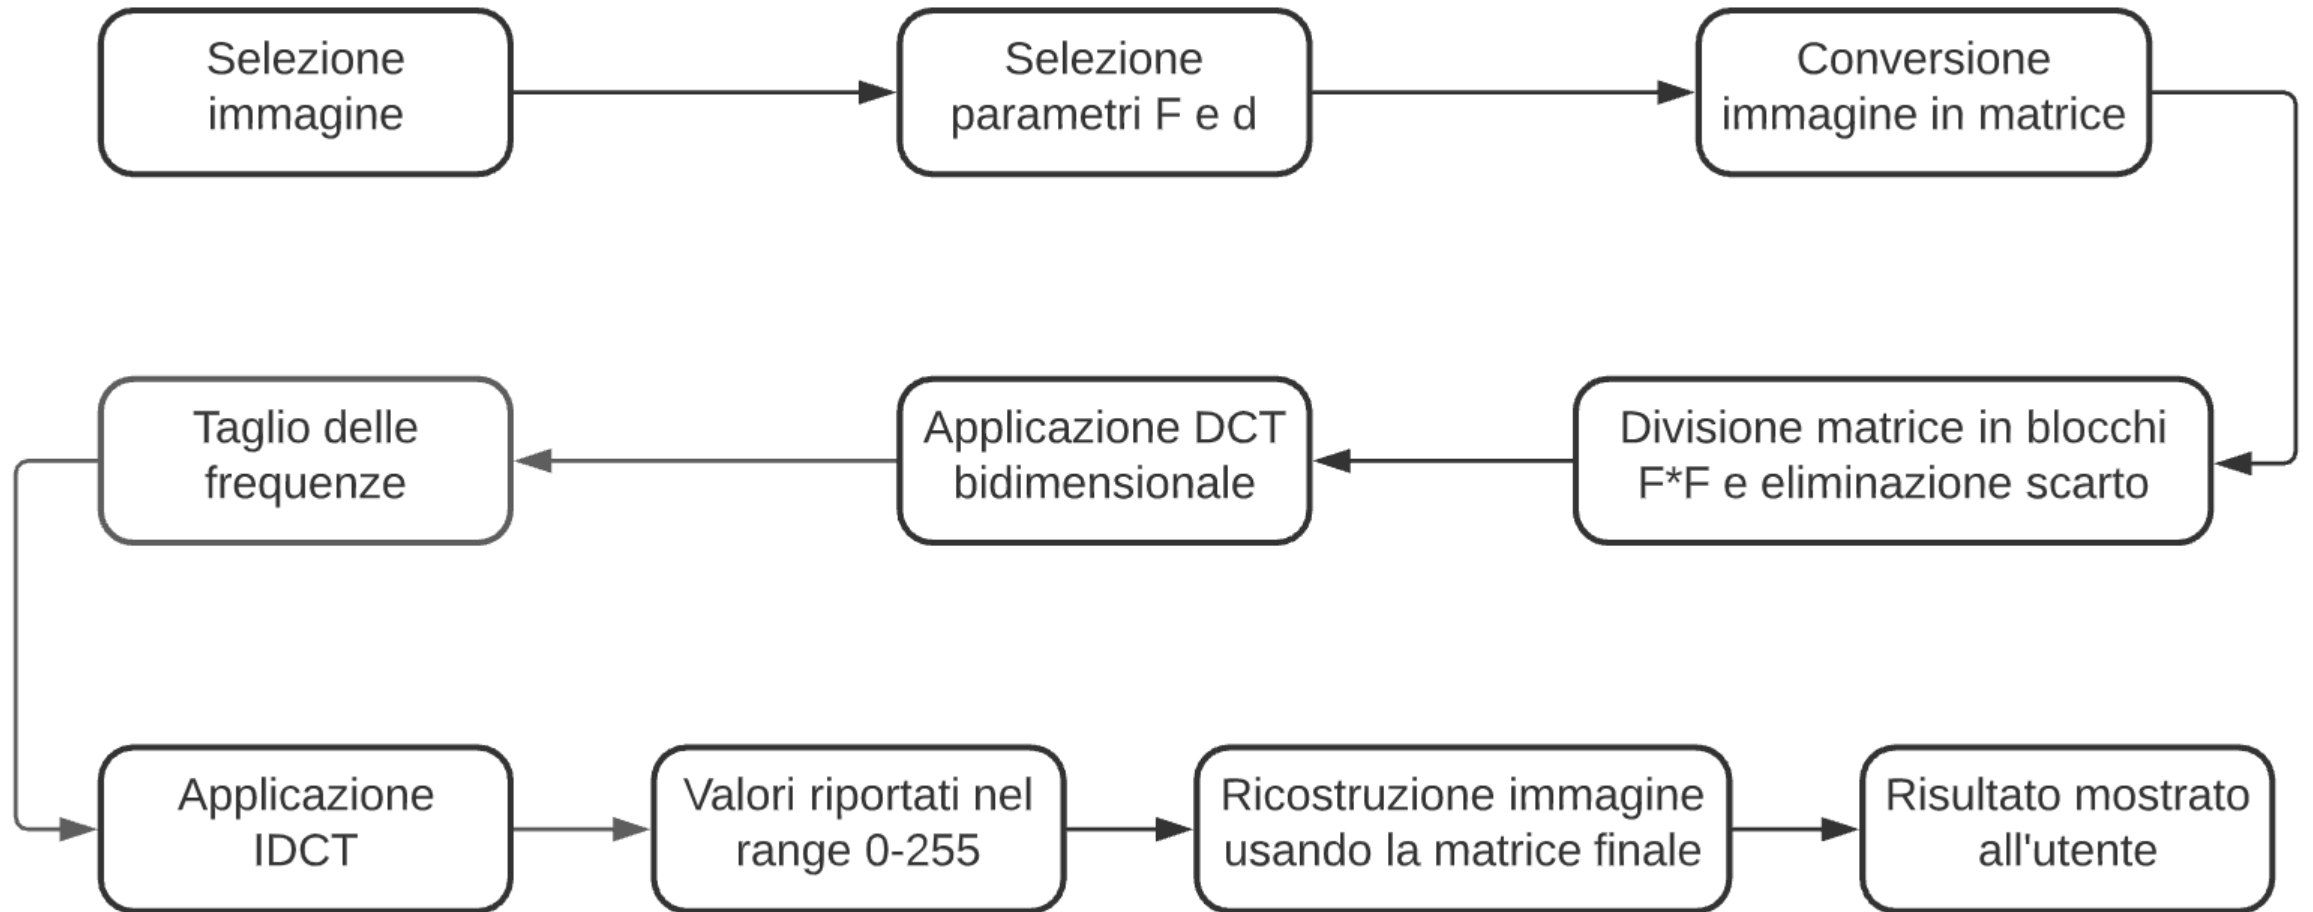 Selezione
immagine
Selezione
parametri F e d
Conversione
immagine in matrice
Divisione matrice in blocchi
F*F e eliminazione scarto
Applicazione DCT
bidimensionale
Taglio delle
frequenze
Applicazione
IDCT
Valori riportati nel
range 0-255
Ricostruzione immagine
usando la matrice finale
Risultato mostrato
all'utente